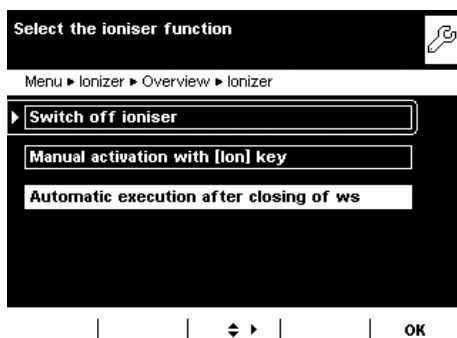 Select the ioniser function
Menu ▸ Ionizer ▸ Overview ▸ Ionizer
Switch off ioniser
Manual activation with [Ion] key
Automatic execution after closing of ws
OK